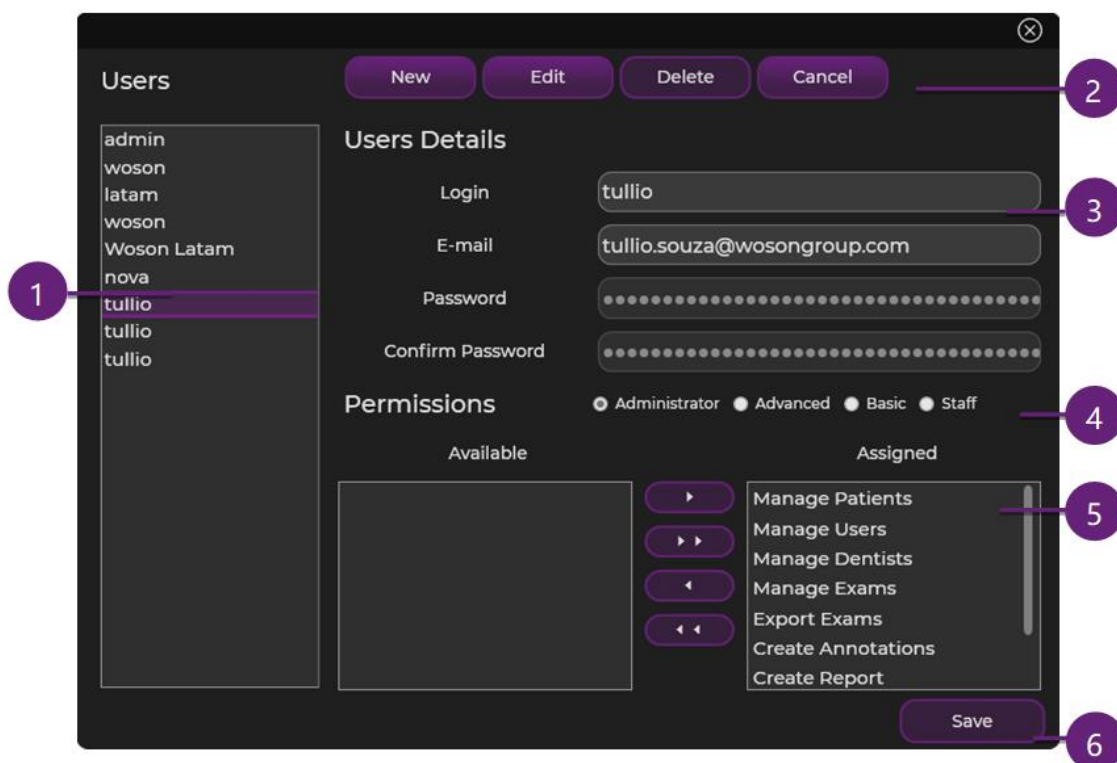 Users
New Edit Delete Cancel
2
admin
woson
latam
woson
Woson Latam
nova
tullio
tullio
tullio
1
Users Details
Login tullio
3
E-mail tullio.souza@wosongroup.com
Password
Confirm Password
Permissions Administrator Advanced Basic Staff
4
Available Assigned
Manage Patients
5
Manage Users
Manage Dentists
Manage Exams
Export Exams
Create Annotations
Create Report
Save
6